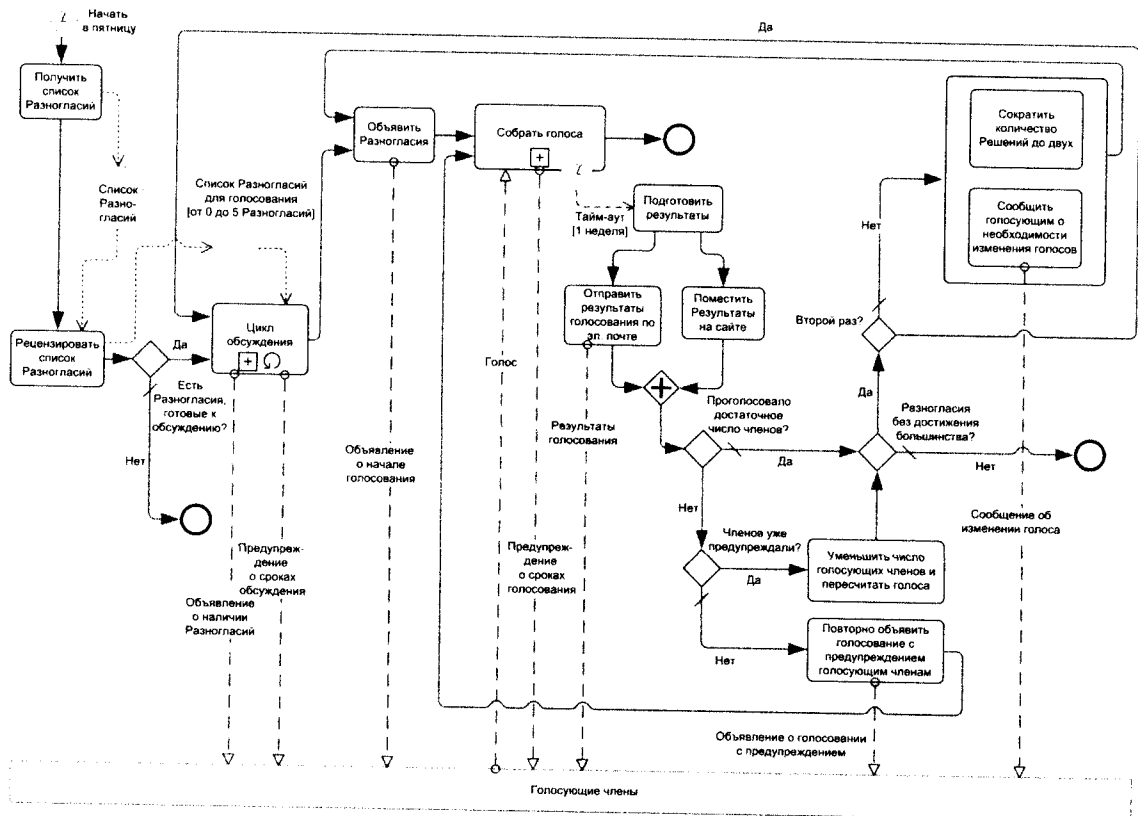 Начать
в пятницу
Да
Получить
список
Разногласий
Объявить
Разногласия
Собрать голоса
Сократить
количество
Решений до двух
Список
Разно-
гласий
Список Разногласий
для голосования
[от 0 до 5 Разногласий]
Тайм-аут
[1 неделя]
Подготовить
результаты
Сообщить
голосующим о
необходимости
изменения голосов
Нет
Отправить
результаты
голосования по
эл. почте
Поместить
Результаты
на сайте
Второй раз?
Рецензировать
список
Разногласий
Да
Цикл
обсуждения
Голос
Есть
Разногласия,
готовые к
обсуждению?
Нет
Объявление
о начале
голосования
Результаты
голосования
Проголосовало
достаточное
число членов?
Да
Да
Разногласия
без достижения
большинства?
Нет
Нет
Сообщение об
изменении голоса
Предупреж-
дение
о сроках
обсуждения
Объявление
о наличии
Разногласий
Предупреж-
дение
о сроках
голосования
Членов уже
предупреждали?
Да
Уменьшить число
голосующих членов и
пересчитать голоса
Нет
Повторно объявить
голосование с
предупреждением
голосующим членам
Объявление о голосовании
с предупреждением
Голосующие члены